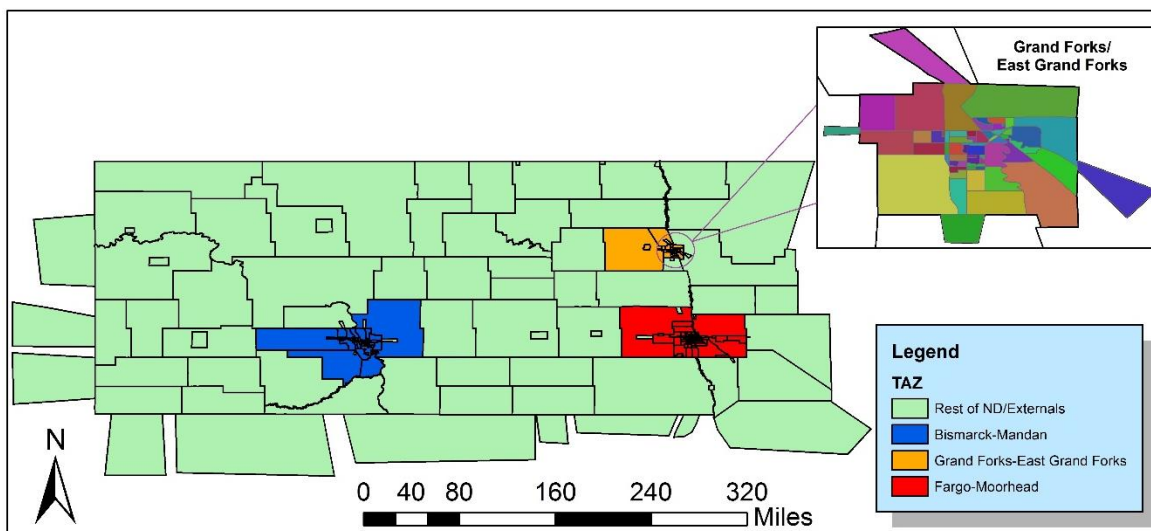 Grand Forks/
East Grand Forks
N
0 40 80 160 240 320
Miles
Legend
TAZ
Rest of ND/Externals
Bismarck-Mandan
Grand Forks-East Grand Forks
Fargo-Moorhead